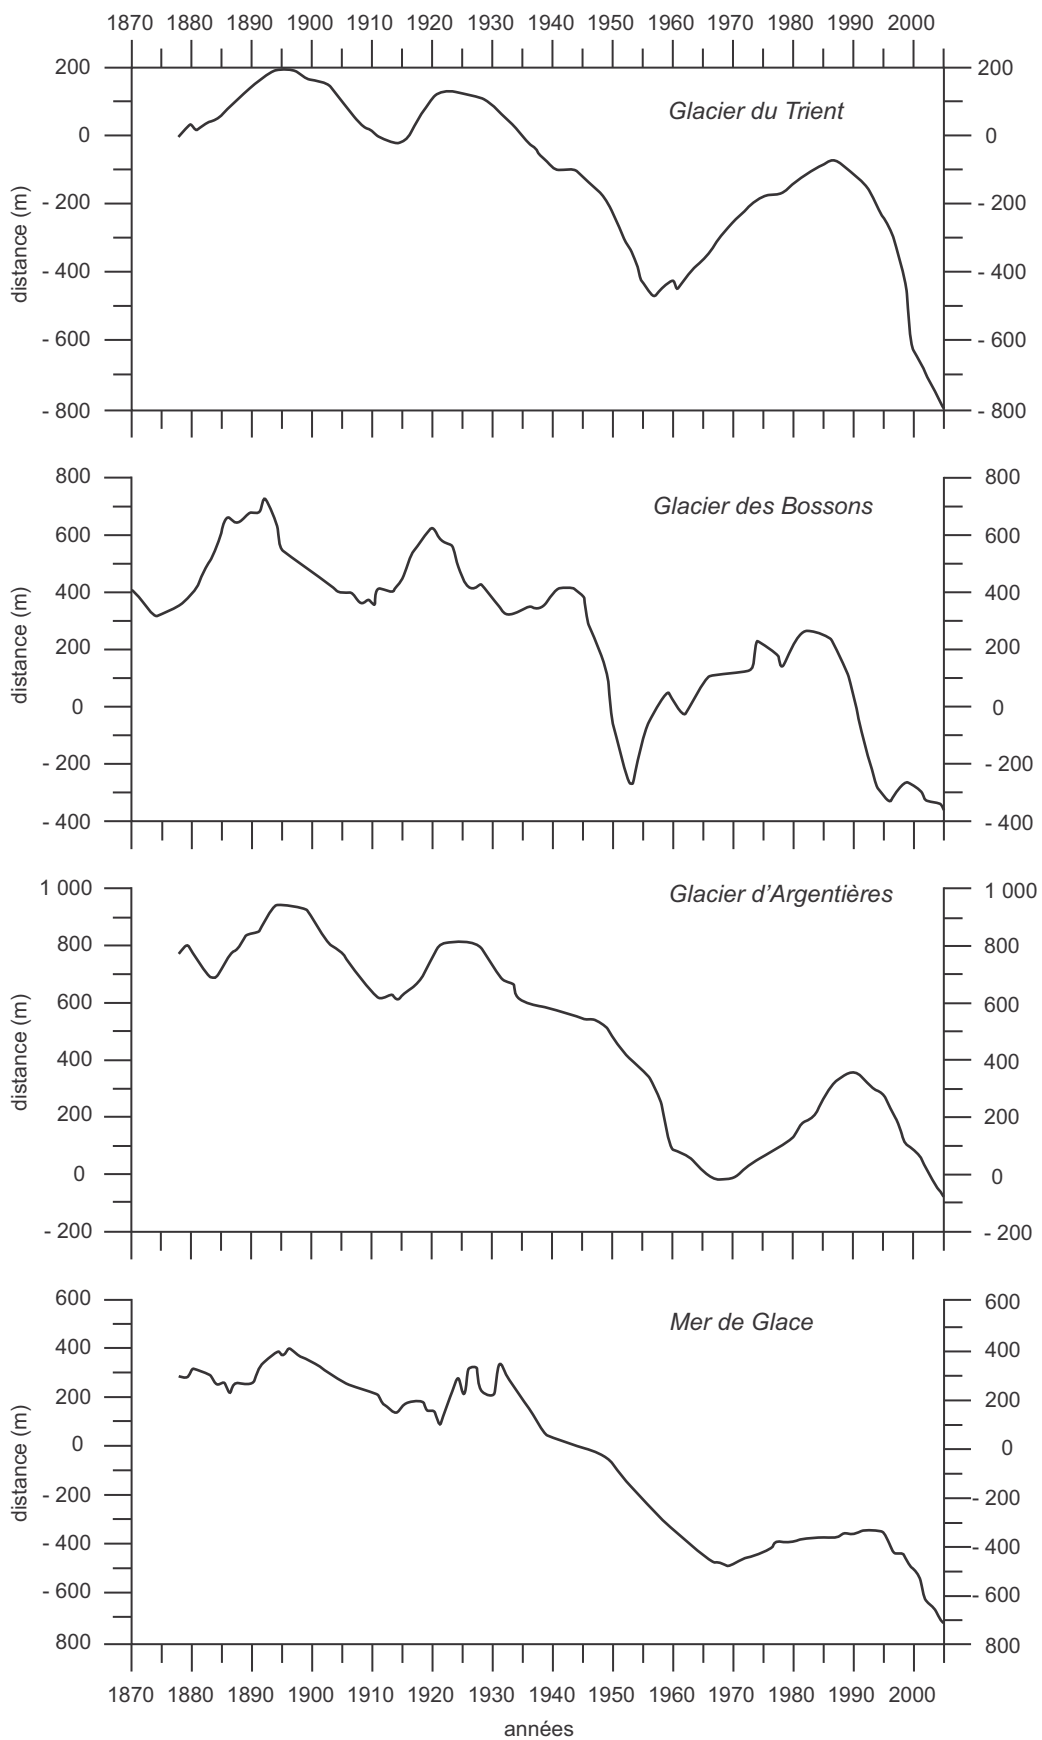 1870 1880 1890 1900 1910 1920 1930 1940 1950 1960 1970 1980 1990 2000
Glacier du Trient
200 200
0 0
- 200 - 200
- 400 - 400
- 600 - 600
- 800 - 800
distance (m)
Glacier des Bossons
800 800
600 600
400 400
200 200
0 0
- 200 - 200
- 400 - 400
distance (m)
Glacier d’Argentières
1 000 1 000
800 800
600 600
400 400
200 200
0 0
- 200 - 200
distance (m)
Mer de Glace
600 600
400 400
200 200
0 0
- 200 - 200
- 400 - 400
- 600 - 600
800 800
distance (m)
1870 1880 1890 1900 1910 1920 1930 1940 1950 1960 1970 1980 1990 2000
années